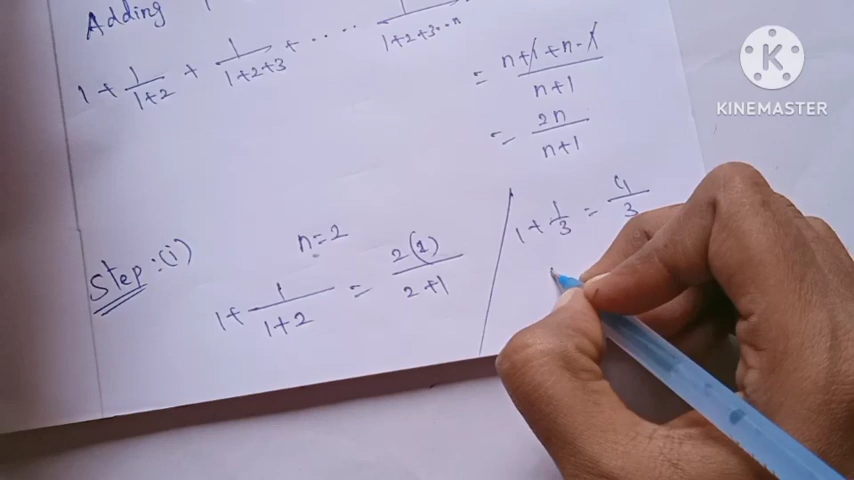 Adding
1 + 1/(1+2) + 1/(1+2+3) + .... 1/(1+2+3..n)
= (n+1+n-1)/(n+1)
= 2n/(n+1)
Step:(i) n=2
1+ 1/(1+2) = 2(2)/(2+1)
1+ 1/3 = 4/3
KINEMASTER